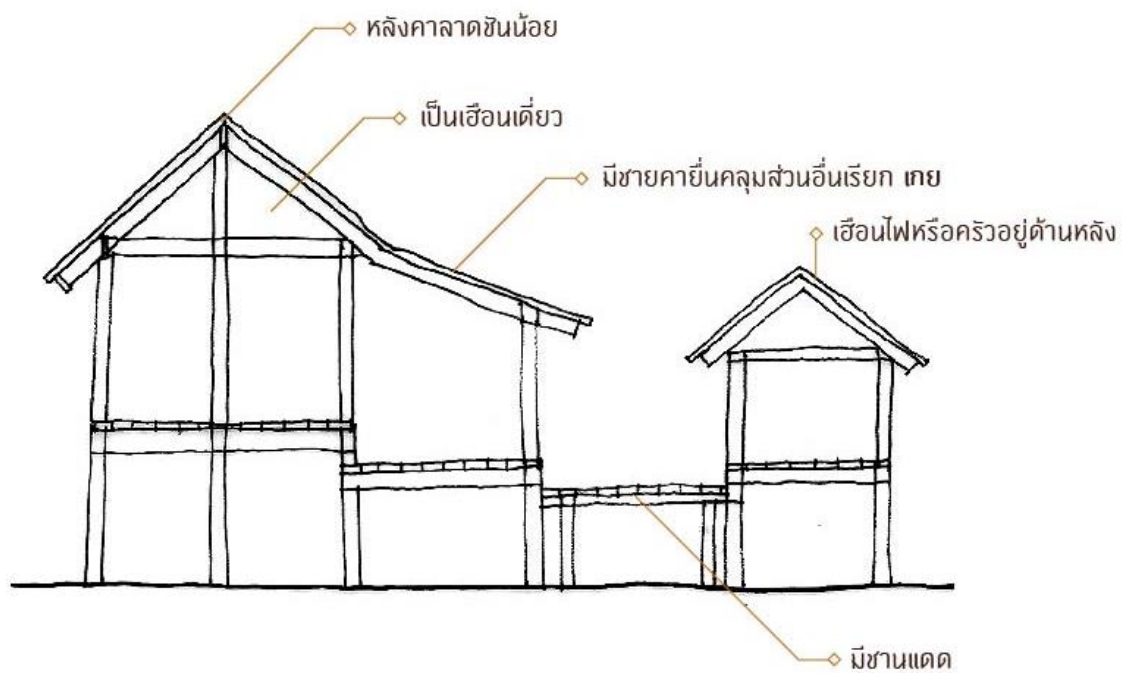 หลังคาลาดชันน้อย
เป็นเฮือนเดี่ยว
มีชายคายื่นคลุมส่วนอื่นเรียก เกย
เฮือนไฟหรือครัวอยู่ด้านหลัง
มีชานแดด